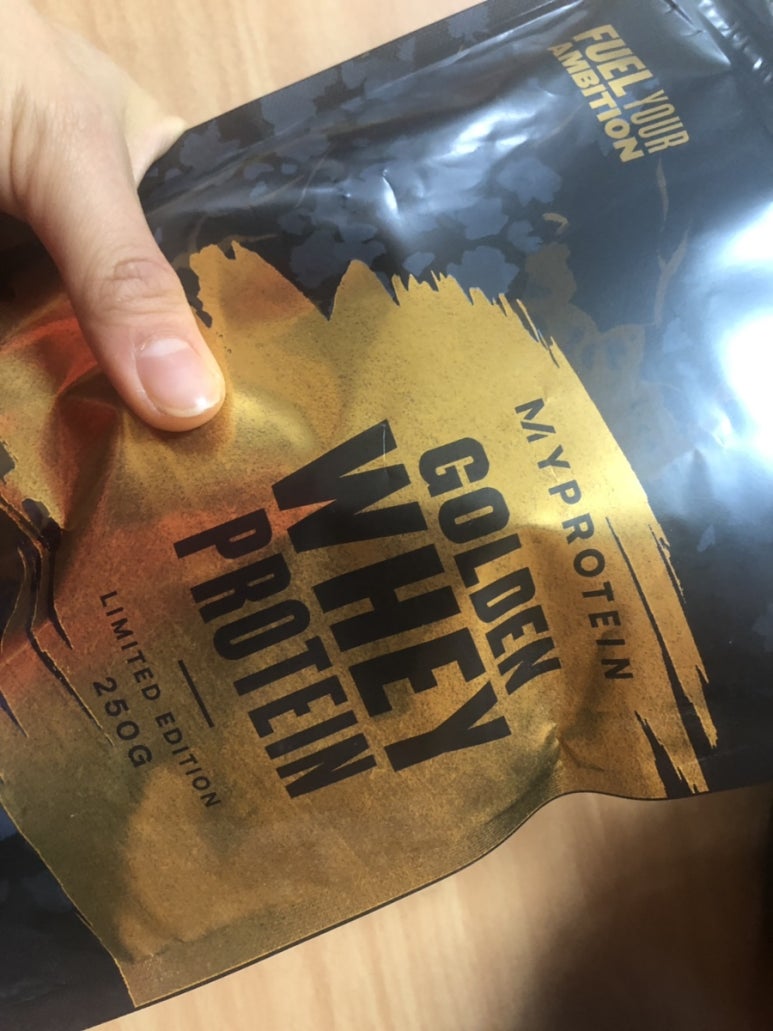 FUEL YOUR
AMBITION
MYPROTEIN
GOLDEN
WHEY
PROTEIN
LIMITED EDITION
250G